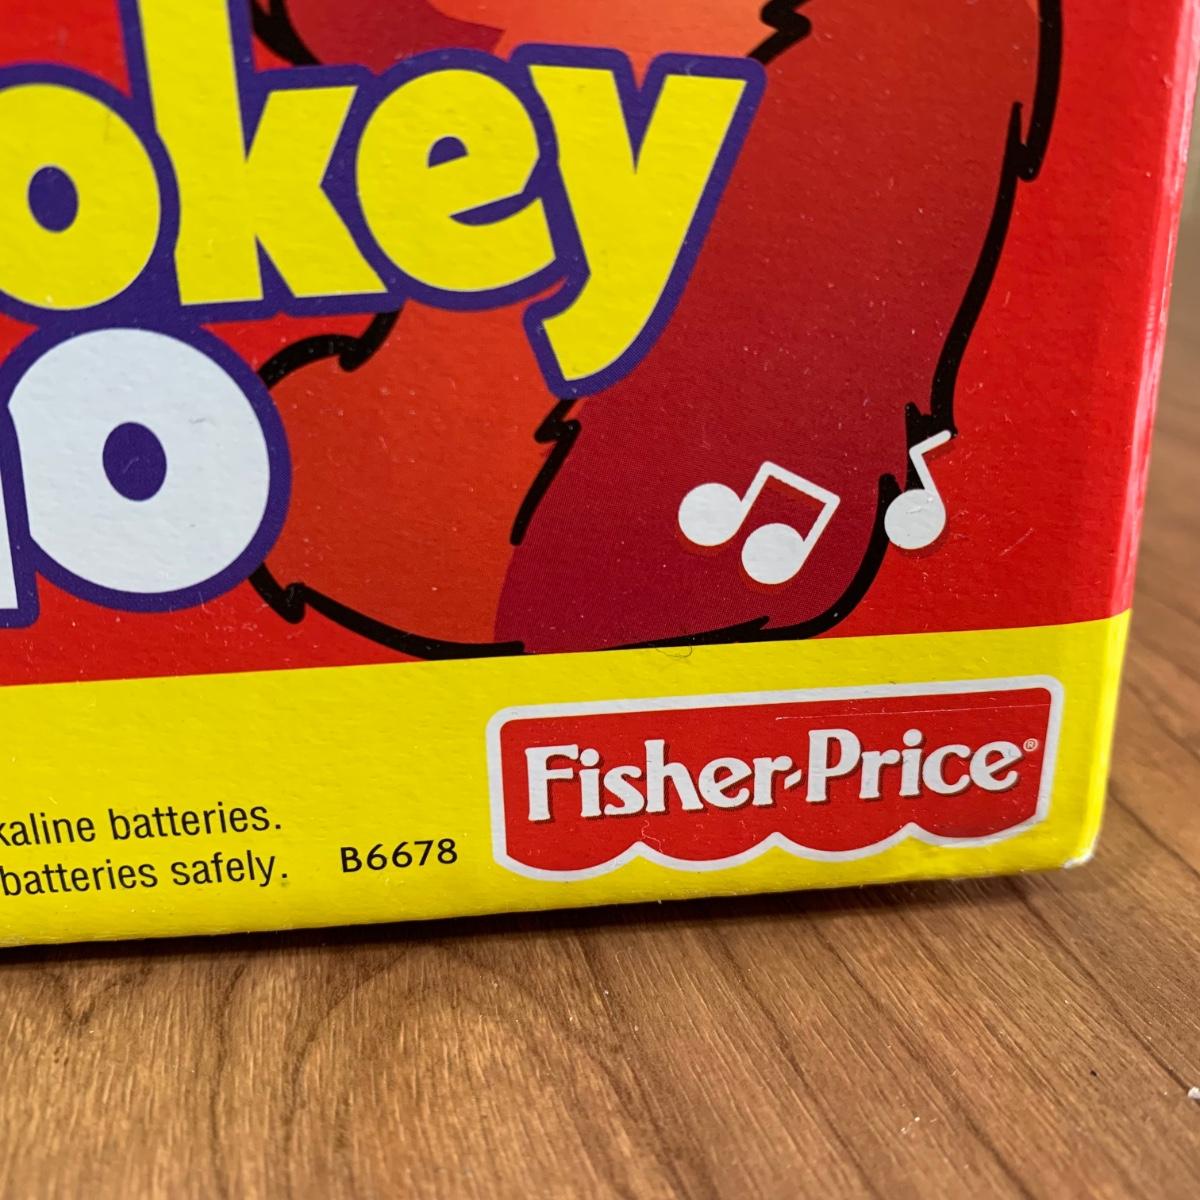 okey
o
Fisher-Price®
kaline batteries.
batteries safely. B6678